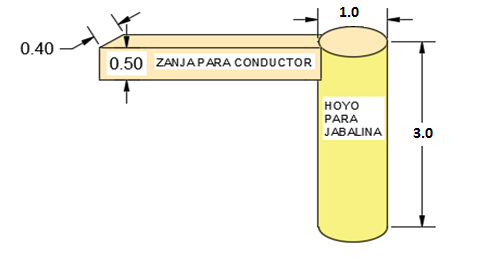 1.0
0.40
0.50 ZANJA PARA CONDUCTOR
HOYO
PARA
JABALINA
3.0